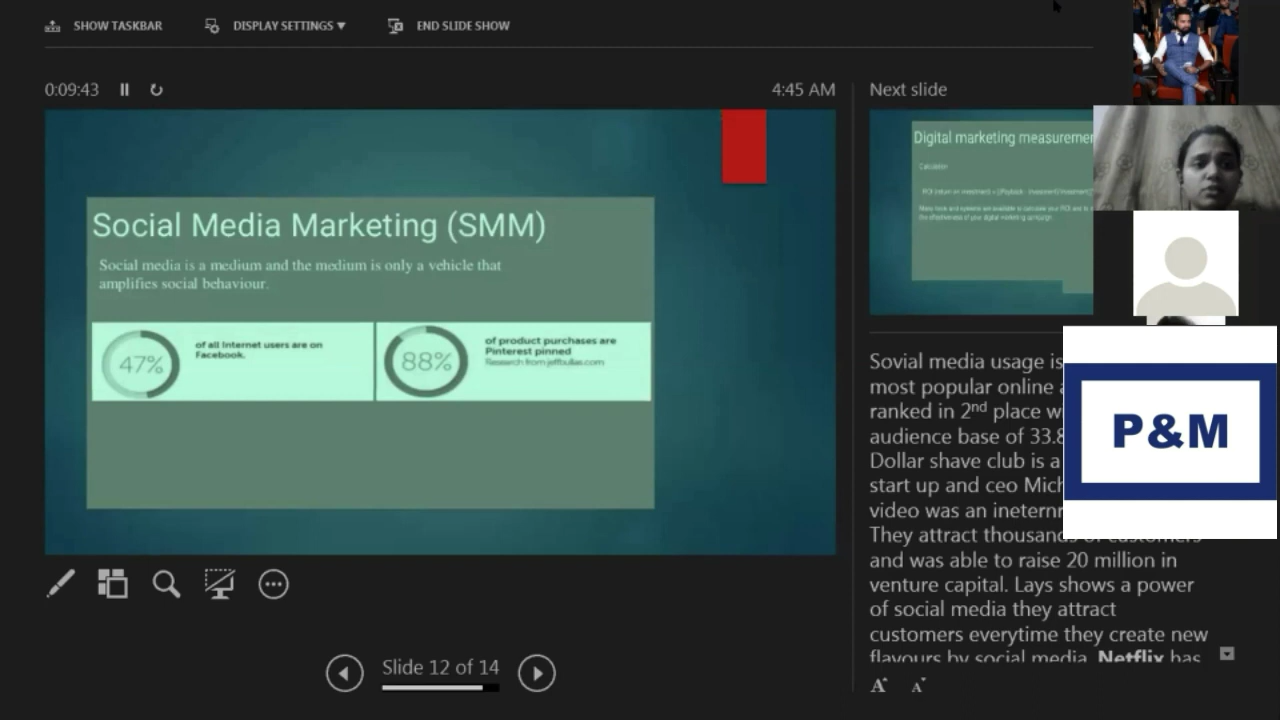 SHOW TASKBAR
DISPLAY SETTINGS ▼
END SLIDE SHOW
0:09:43
4:45 AM
Social Media Marketing (SMM)
Social media is a medium and the medium is only a vehicle that
amplifies social behaviour.
47%
of all Internet users are on
Facebook.
88%
of product purchases are
Pinterest pinned
Research from jeffbullas.com
Slide 12 of 14
Next slide
Digital marketing measuremen
Calculator
Sovial media usage is
most popular online
ranked in 2nd place w
audience base of 33.8
Dollar shave club is a
start up and ceo Mich
video was an ineternr
They attract thousands of customers
and was able to raise 20 million in
venture capital. Lays shows a power
of social media they attract
customers everytime they create new
flavours by social media. Netflix has
P&M